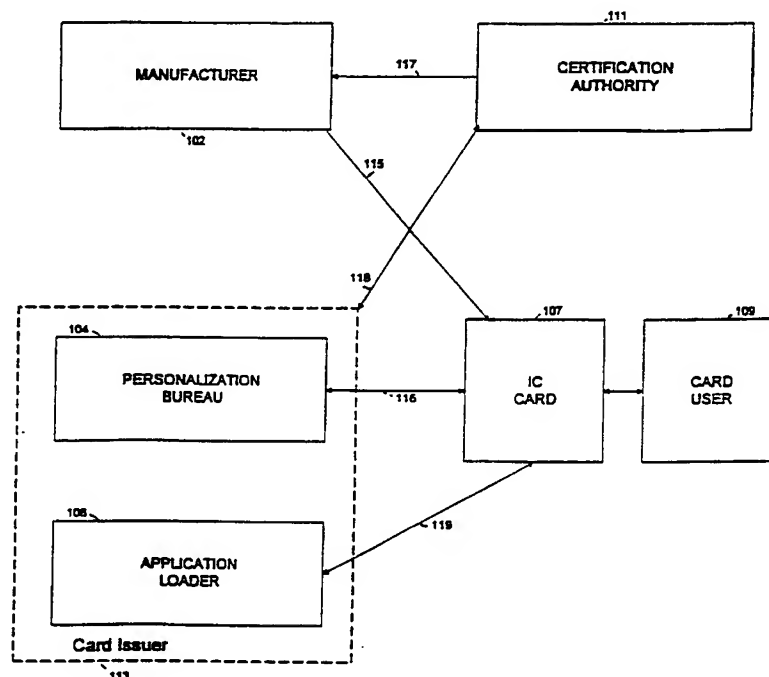 111
MANUFACTURER
117
CERTIFICATION
AUTHORITY
102
115
118
104
107
109
PERSONALIZATION
BUREAU
116
IC
CARD
CARD
USER
108
119
APPLICATION
LOADER
Card Issuer
113